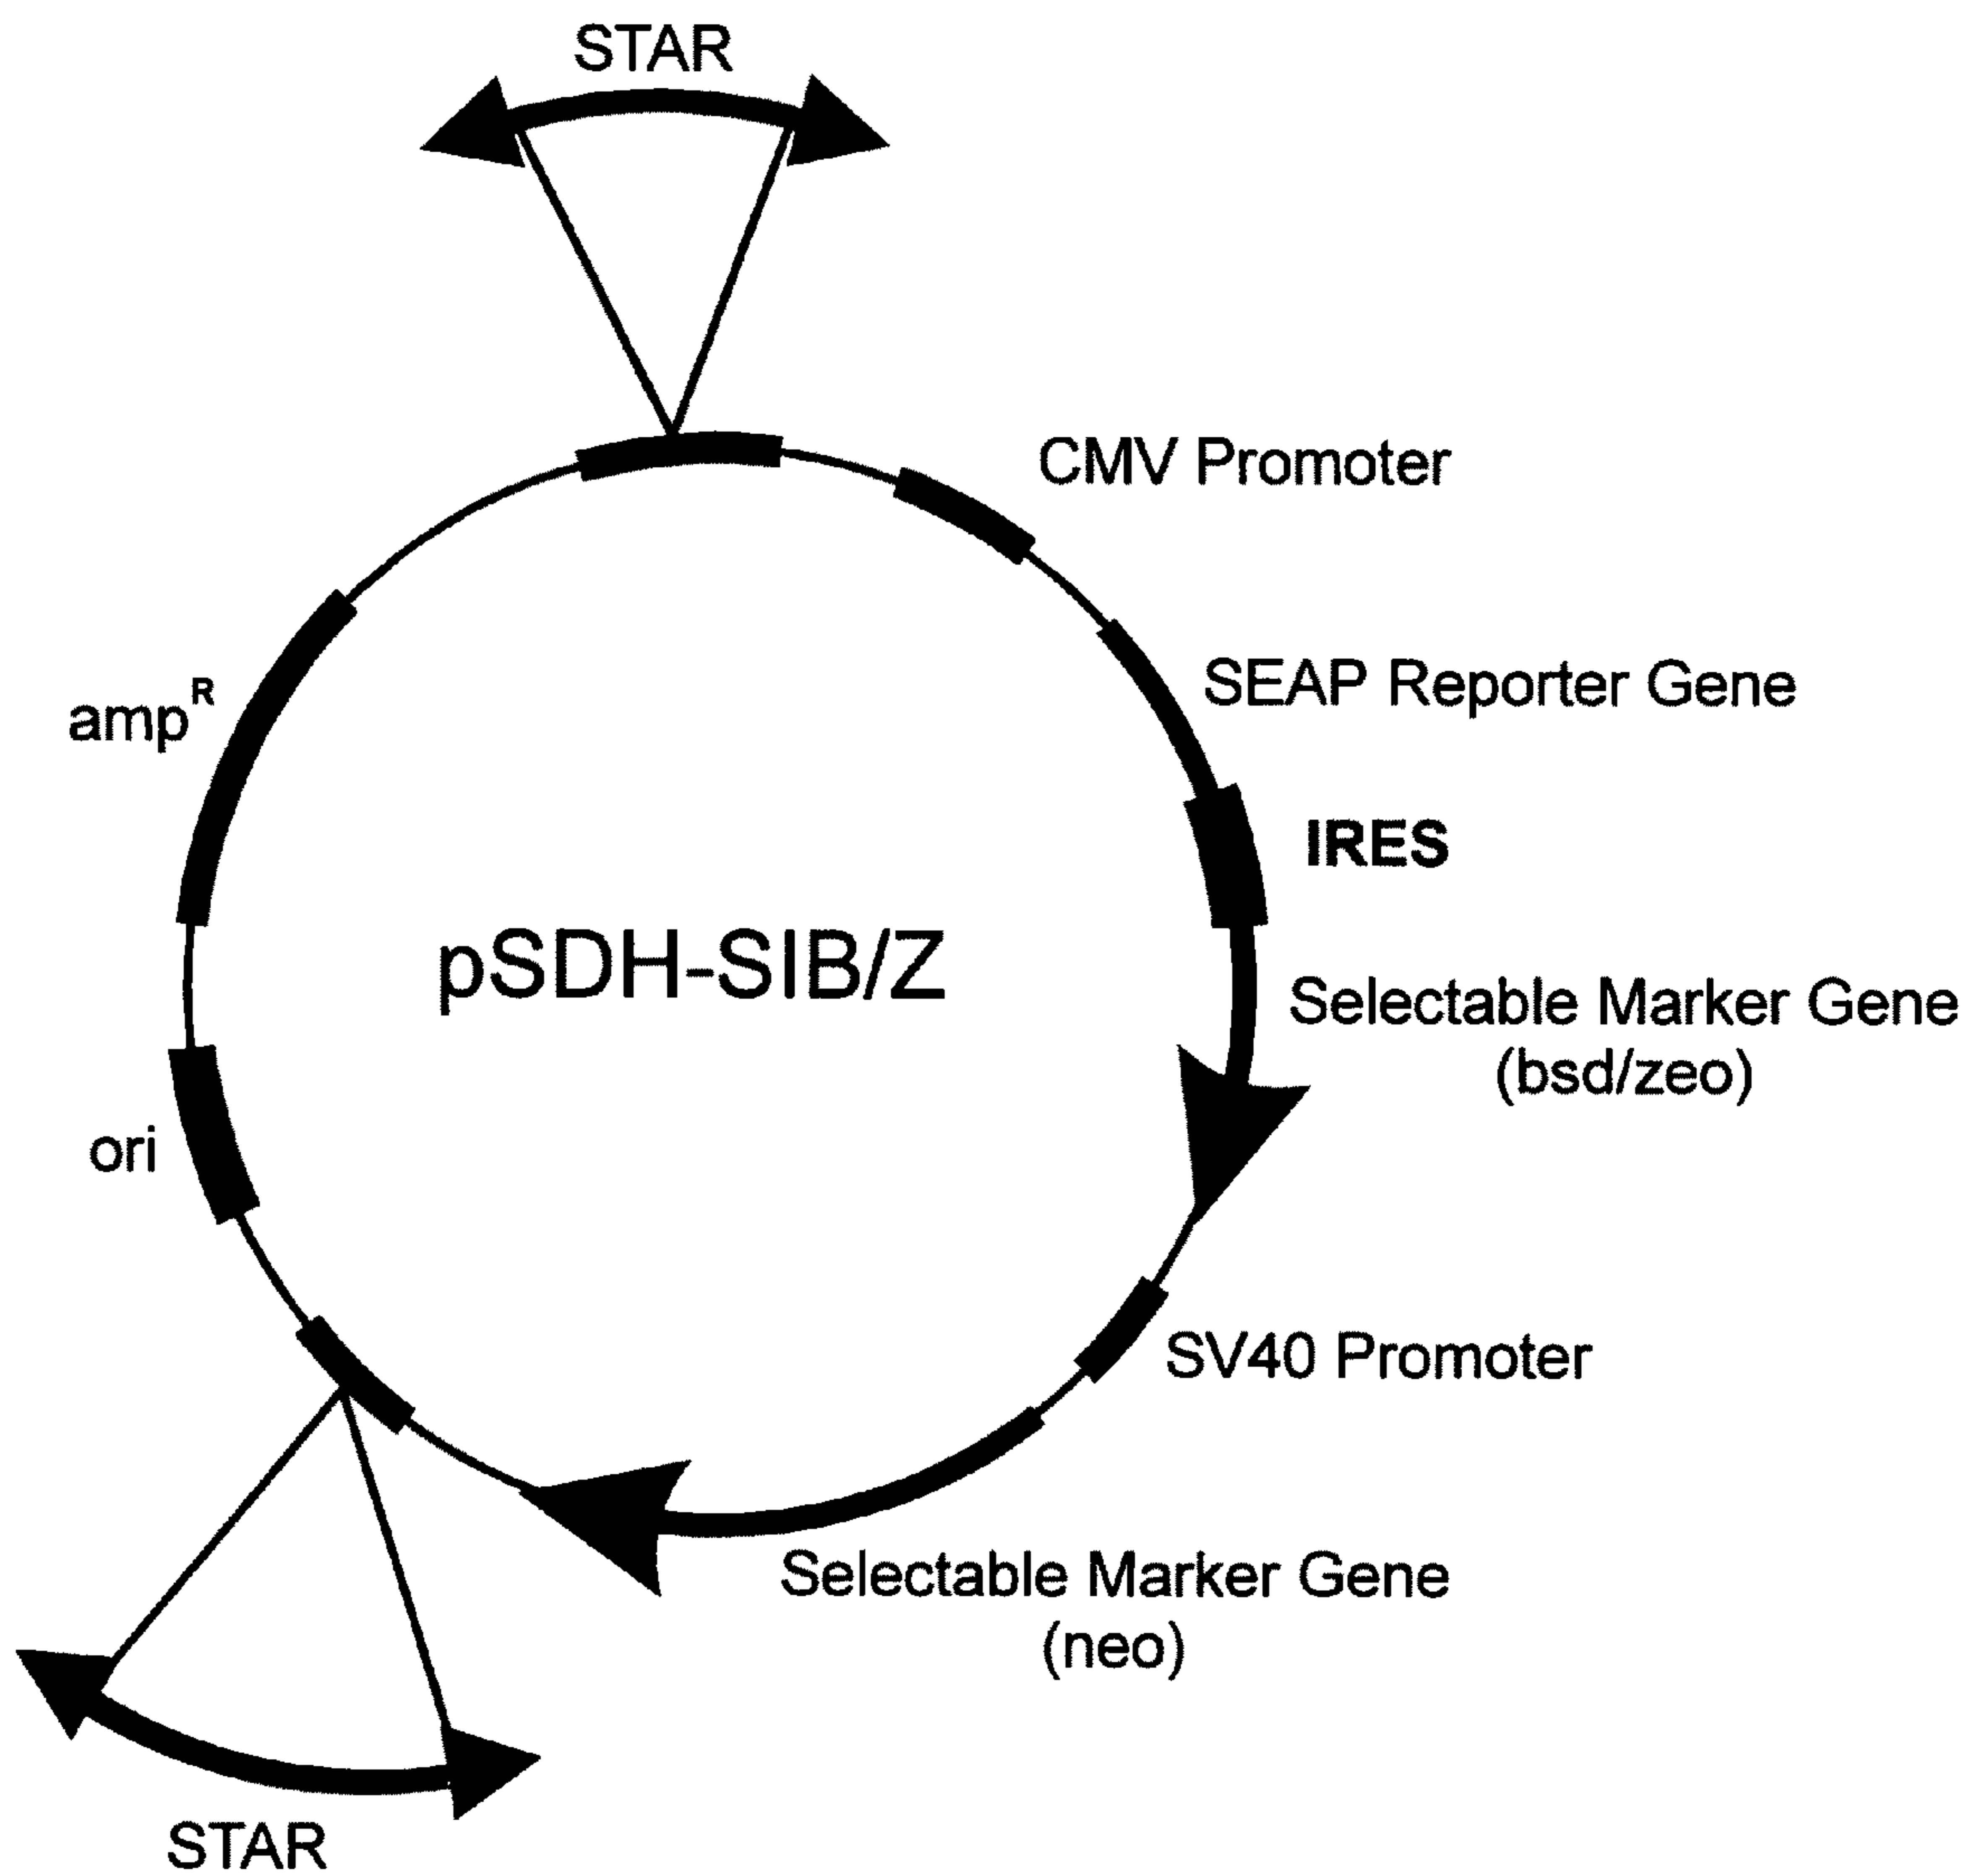 STAR
CMV Promoter
SEAP Reporter Gene
amp^R
IRES
pSDH-SIB/Z
Selectable Marker Gene
(bsd/zeo)
ori
SV40 Promoter
Selectable Marker Gene
(neo)
STAR